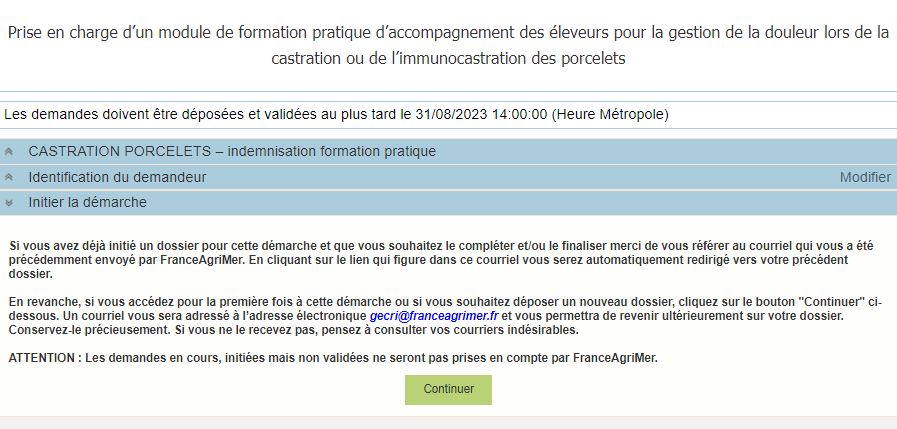 Prise en charge d’un module de formation pratique d’accompagnement des éleveurs pour la gestion de la douleur lors de la
castration ou de l’immunocastration des porcelets
Les demandes doivent être déposées et validées au plus tard le 31/08/2023 14:00:00 (Heure Métropole)
CASTRATION PORCELETS – indemnisation formation pratique
Identification du demandeur Modifier
Initier la démarche
Si vous avez déjà initié un dossier pour cette démarche et que vous souhaitez le compléter et/ou le finaliser merci de vous référer au courriel qui vous a été
précédemment envoyé par FranceAgriMer. En cliquant sur le lien qui figure dans ce courriel vous serez automatiquement redirigé vers votre précédent
dossier.
En revanche, si vous accédez pour la première fois à cette démarche ou si vous souhaitez déposer un nouveau dossier, cliquez sur le bouton "Continuer" ci-
dessous. Un courriel vous sera adressé à l’adresse électronique gecri@franceagrimer.fr et vous permettra de revenir ultérieurement sur votre dossier.
Conservez-le précieusement. Si vous ne le recevez pas, pensez à consulter vos courriers indésirables.
ATTENTION : Les demandes en cours, initiées mais non validées ne seront pas prises en compte par FranceAgriMer.
Continuer